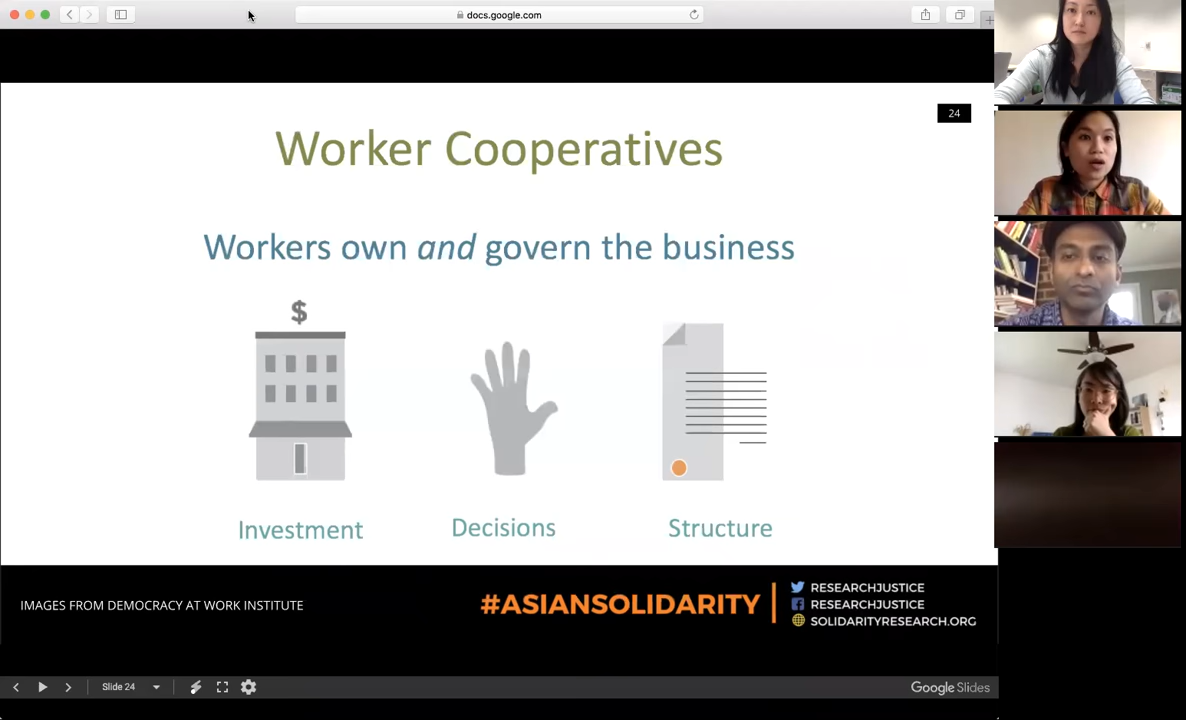 docs.google.com
24
Worker Cooperatives
Workers own and govern the business
$
Investment
Decisions
Structure
IMAGES FROM DEMOCRACY AT WORK INSTITUTE
#ASIANSOLIDARITY
RESEARCHJUSTICE
RESEARCHJUSTICE
SOLIDARITYRESEARCH.ORG
Slide 24
Google Slides